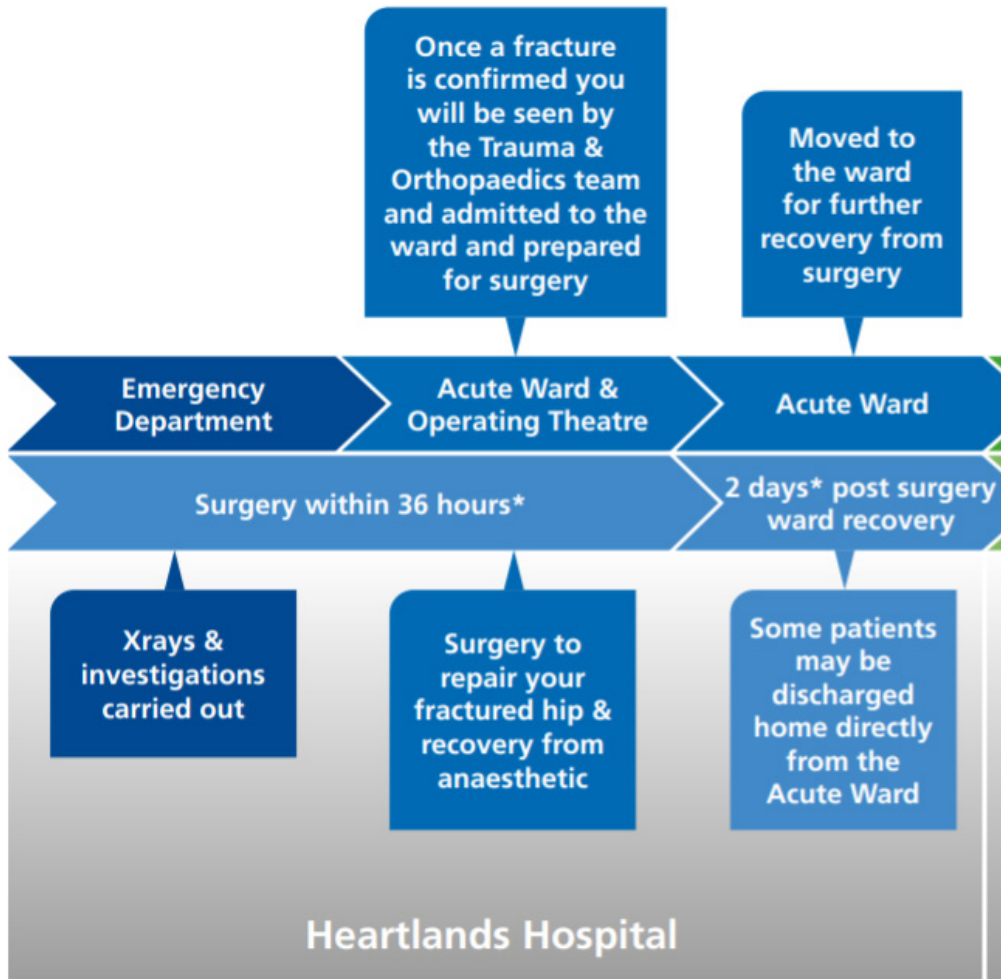 Once a fracture
is confirmed you
will be seen by
the Trauma &
Orthopaedics team
and admitted to the
ward and prepared
for surgery
Moved to
the ward
for further
recovery from
surgery
Emergency
Department
Acute Ward &
Operating Theatre
Acute Ward
Surgery within 36 hours*
2 days* post surgery
ward recovery
Xrays &
investigations
carried out
Surgery to
repair your
fractured hip &
recovery from
anaesthetic
Some patients
may be
discharged
home directly
from the
Acute Ward
Heartlands Hospital